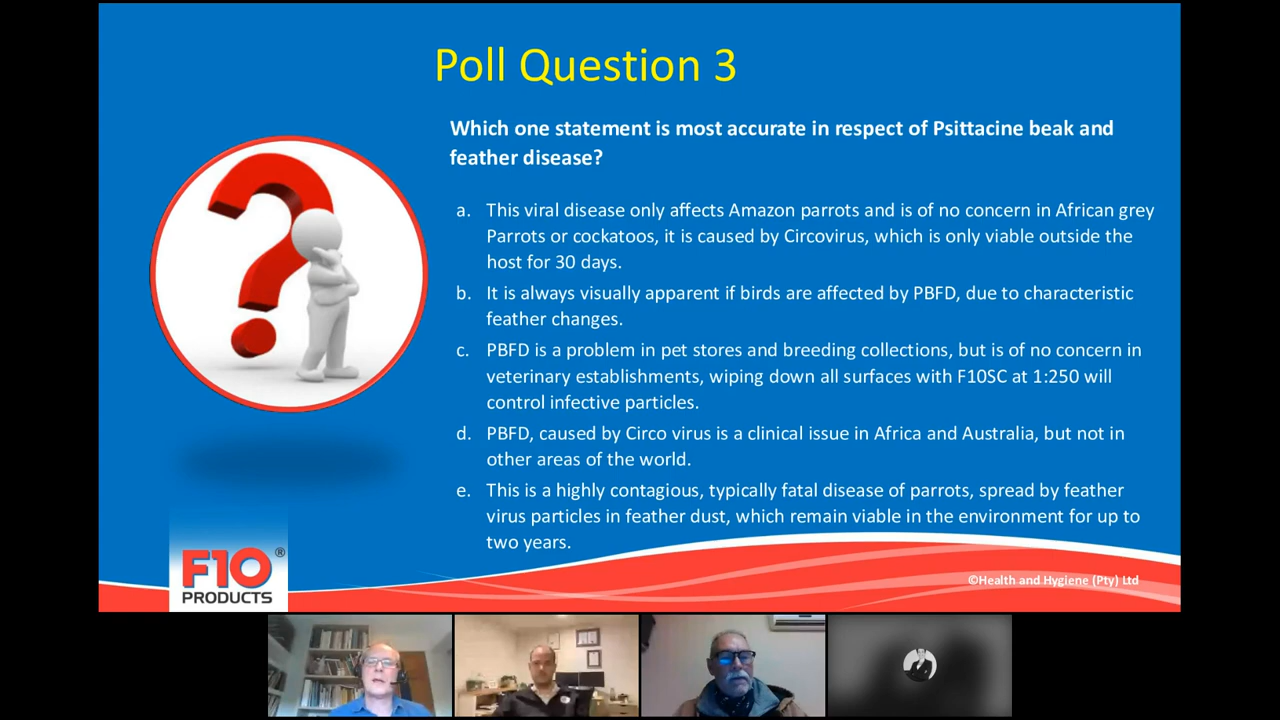 Poll Question 3
Which one statement is most accurate in respect of Psittacine beak and
feather disease?
a. This viral disease only affects Amazon parrots and is of no concern in African grey
Parrots or cockatoos, it is caused by Circovirus, which is only viable outside the
host for 30 days.
b. It is always visually apparent if birds are affected by PBFD, due to characteristic
feather changes.
c. PBFD is a problem in pet stores and breeding collections, but is of no concern in
veterinary establishments, wiping down all surfaces with F10SC at 1:250 will
control infective particles.
d. PBFD, caused by Circo virus is a clinical issue in Africa and Australia, but not in
other areas of the world.
e. This is a highly contagious, typically fatal disease of parrots, spread by feather
virus particles in feather dust, which remain viable in the environment for up to
two years.
F10®
PRODUCTS
©Health and Hygiene (Pty) Ltd